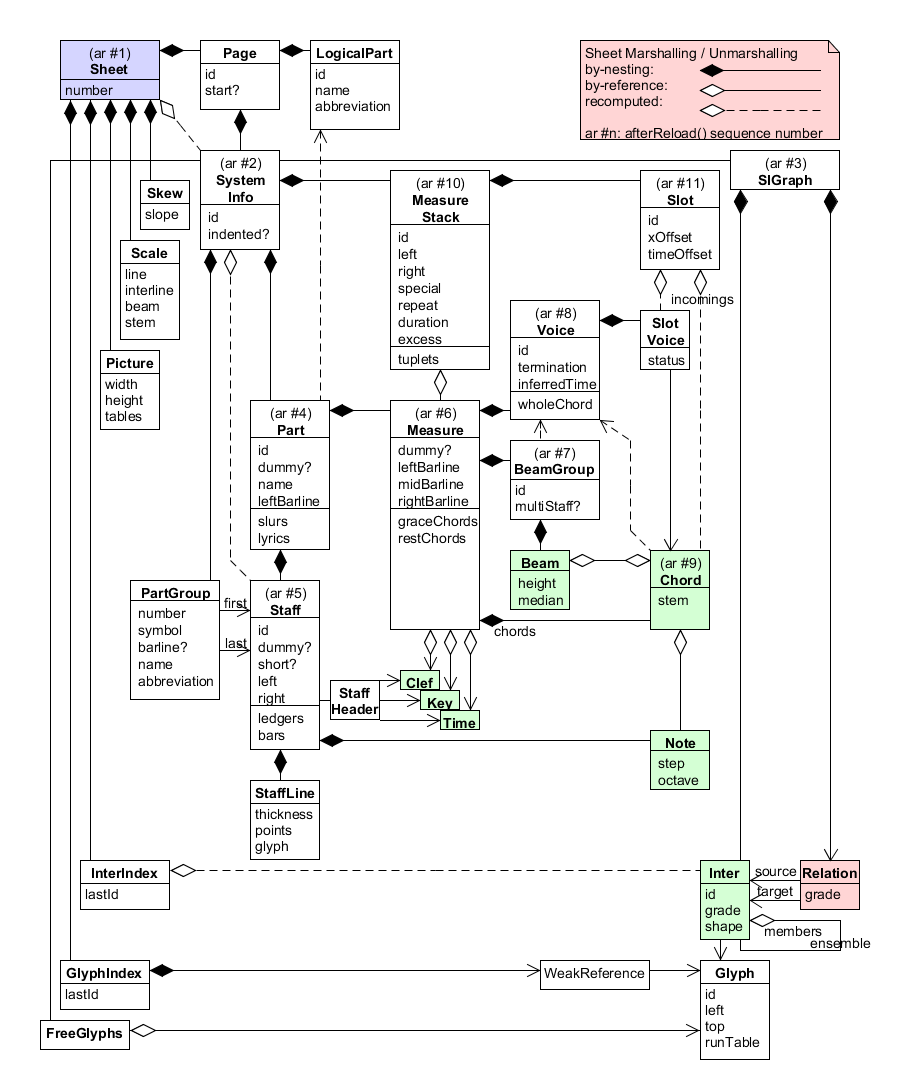 (ar #1)
Sheet
number
Page
id
start?
LogicalPart
id
name
abbreviation
Sheet Marshalling / Unmarshalling
by-nesting:
by-reference:
recomputed:
ar #n: afterReload() sequence number
(ar #2)
System
Info
id
indented?
(ar #3)
SIGraph
Skew
slope
(ar #10)
Measure
Stack
id
left
right
special
repeat
duration
excess
tuplets
(ar #11)
Slot
id
xOffset
timeOffset
incomings
Scale
line
interline
beam
stem
(ar #8)
Voice
id
termination
inferredTime
wholeChord
Slot
Voice
status
Picture
width
height
tables
(ar #4)
Part
id
dummy?
name
leftBarline
slurs
lyrics
(ar #6)
Measure
dummy?
leftBarline
midBarline
rightBarline
graceChords
restChords
(ar #7)
BeamGroup
id
multiStaff?
Beam
height
median
(ar #9)
Chord
stem
chords
PartGroup
number
symbol
barline?
name
abbreviation
first
last
(ar #5)
Staff
id
dummy?
short?
left
right
ledgers
bars
Staff
Header
Clef
Key
Time
Note
step
octave
StaffLine
thickness
points
glyph
InterIndex
lastId
Inter
id
grade
shape
source
target
Relation
grade
members
ensemble
GlyphIndex
lastId
WeakReference
Glyph
id
left
top
runTable
FreeGlyphs